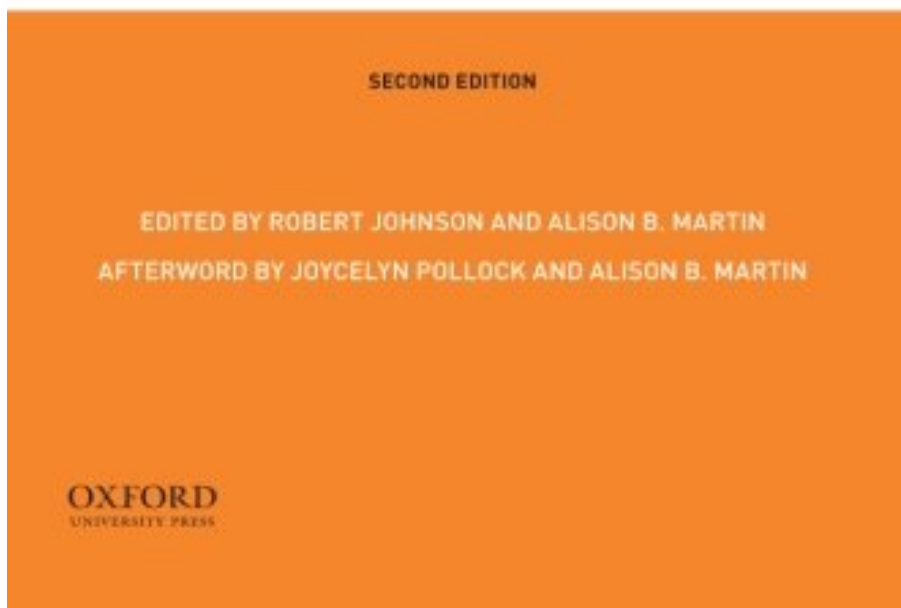 SECOND EDITION
EDITED BY ROBERT JOHNSON AND ALISON B. MARTIN
AFTERWORD BY JOYCELYN POLLOCK AND ALISON B. MARTIN
OXFORD
UNIVERSITY PRESS